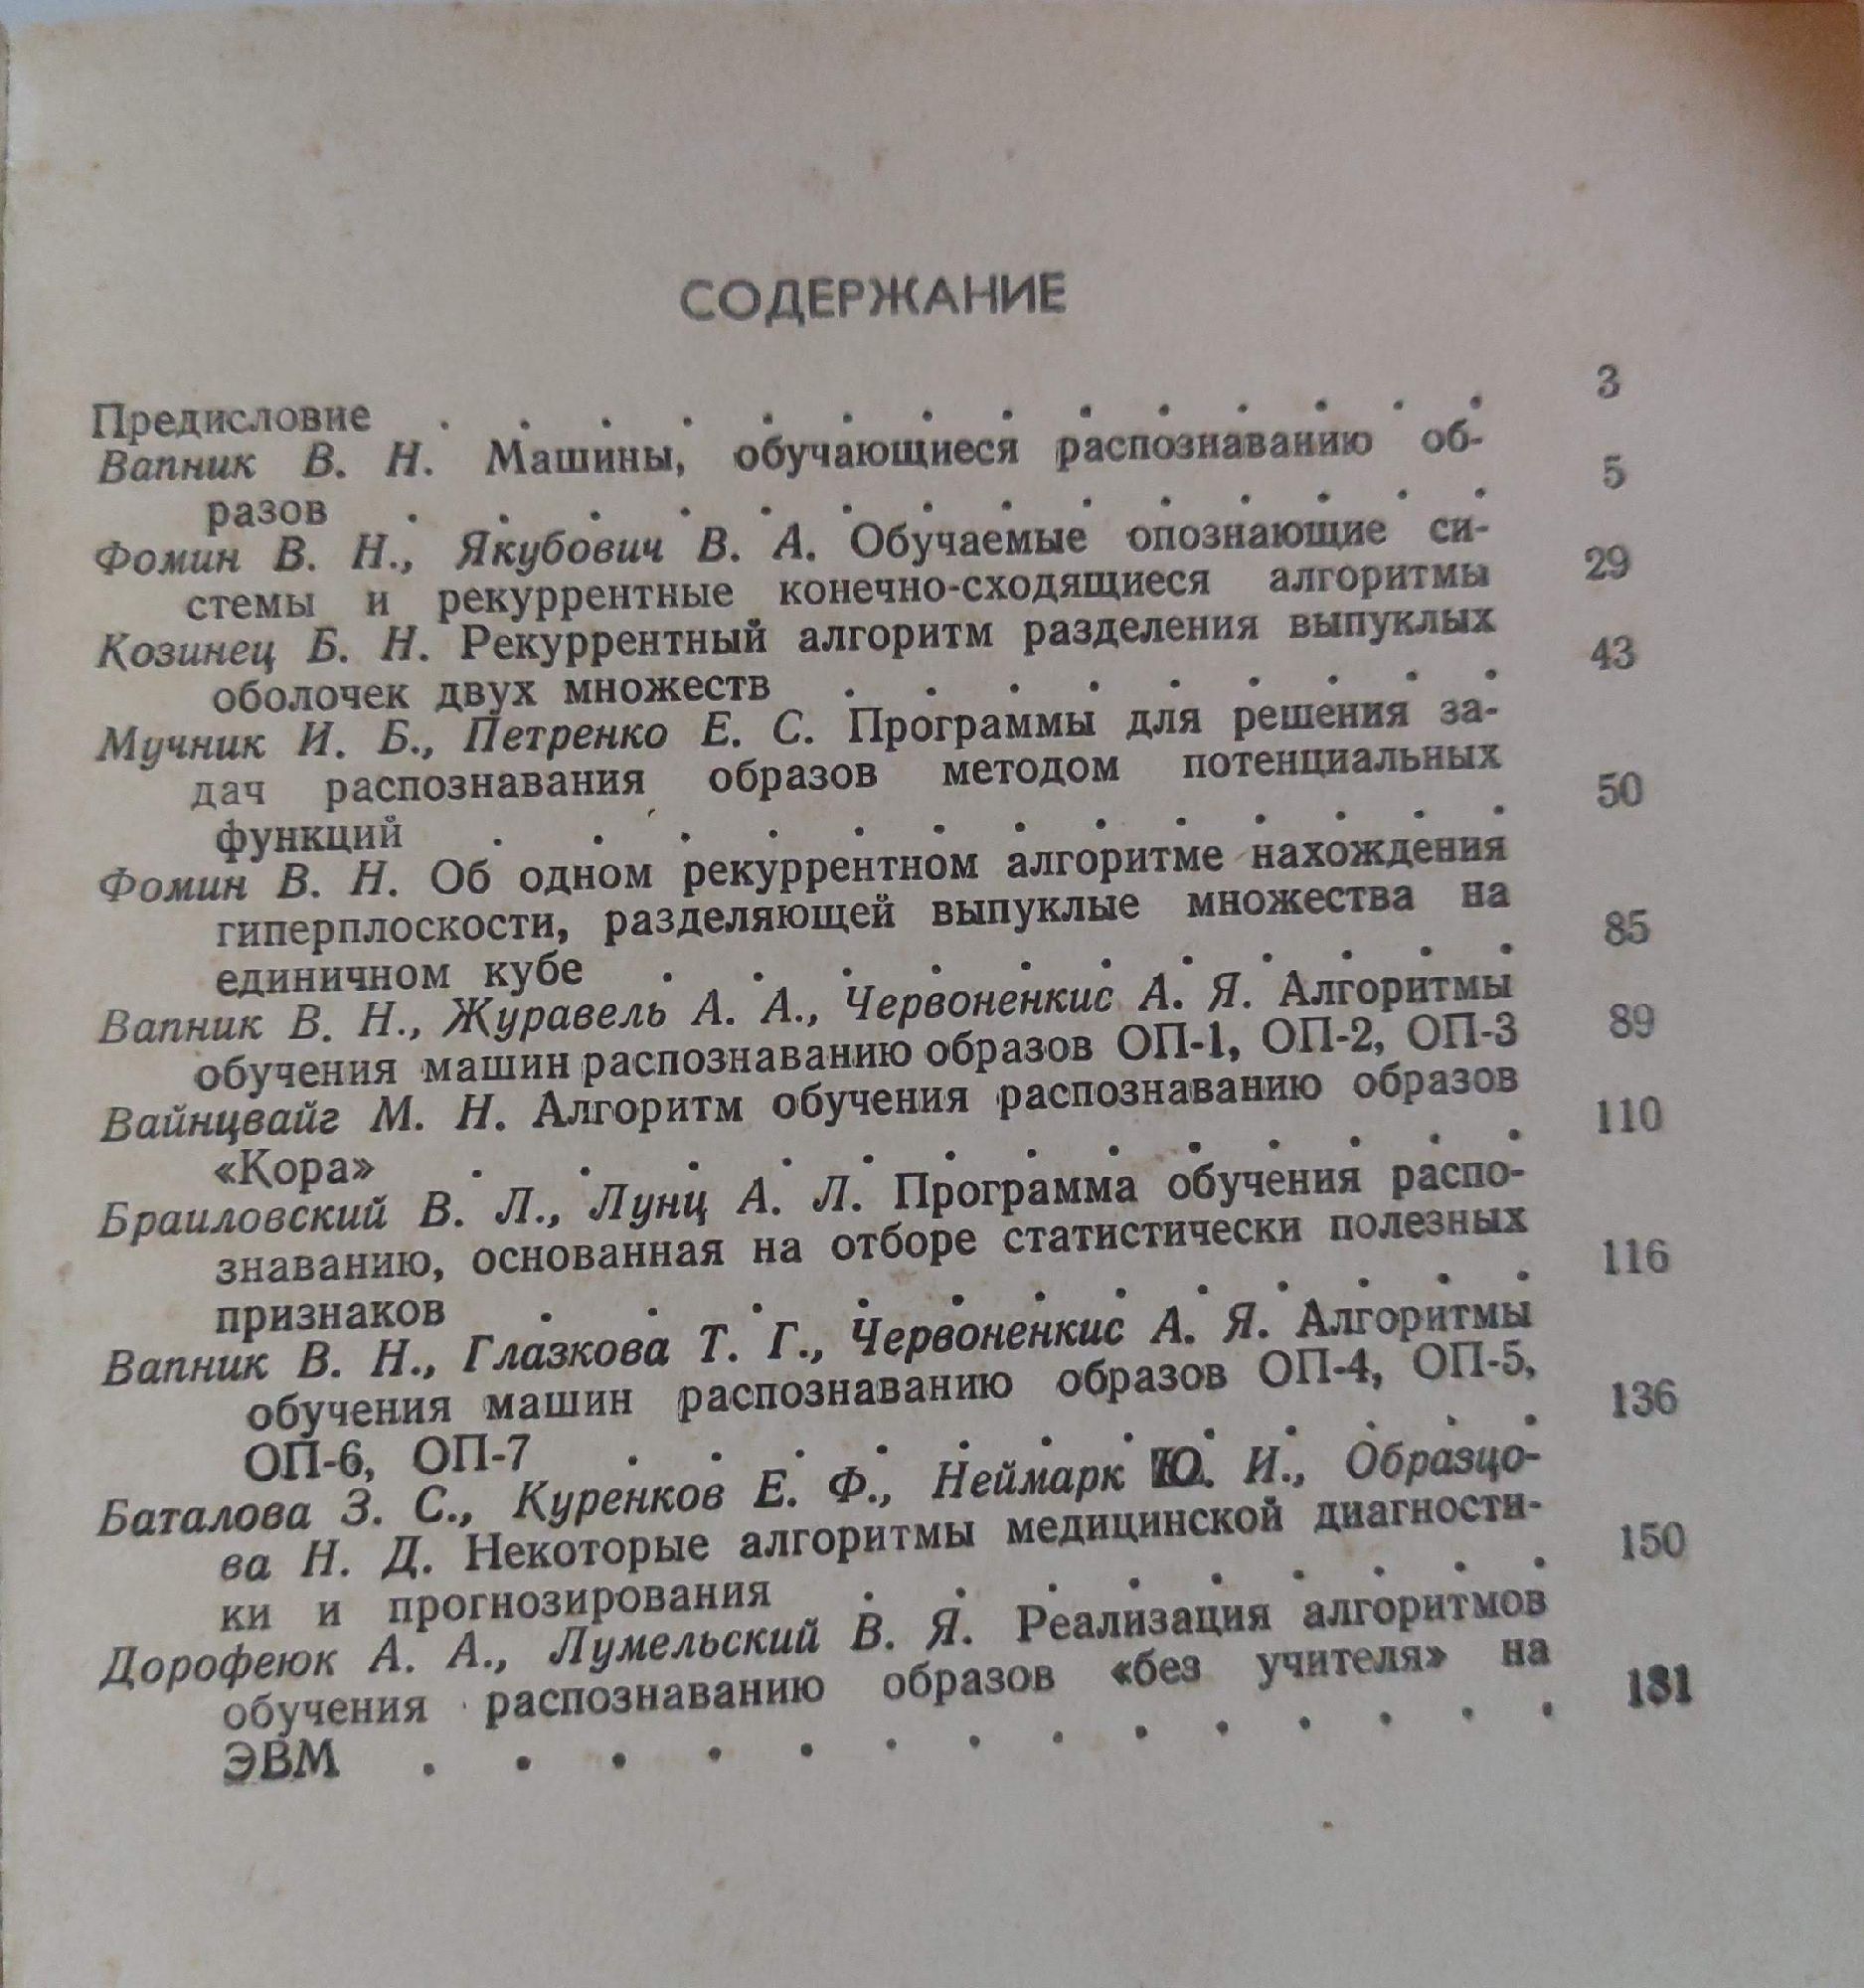 СОДЕРЖАНИЕ
Предисловие . . . . . . . . . . . . . . 3
Вапник В. Н. Машины, обучающиеся распознаванию об-
разов . . . . . . . . . . . . . . 5
Фомин В. Н., Якубович В. А. Обучаемые опознающие си-
стемы и рекуррентные конечно-сходящиеся алгоритмы 29
Козинец Б. Н. Рекуррентный алгоритм разделения выпуклых
оболочек двух множеств . . . . . . . . . 43
Мучник И. Б., Петренко Е. С. Программы для решения за-
дач распознавания образов методом потенциальных
функций . . . . . . . . . . . . . 50
Фомин В. Н. Об одном рекуррентном алгоритме нахождения
гиперплоскости, разделяющей выпуклые множества на
единичном кубе . . . . . . . . . . . 85
Вапник В. Н., Журавель А. А., Червоненкис А. Я. Алгоритмы
обучения машин распознаванию образов ОП-1, ОП-2, ОП-3 89
Вайнцвайг М. Н. Алгоритм обучения распознаванию образов
«Кора» . . . . . . . . . . . . . 110
Браиловский В. Л., Лунц А. Л. Программа обучения распо-
знаванию, основанная на отборе статистически полезных
признаков . . . . . . . . . . . . 116
Вапник В. Н., Глазкова Т. Г., Червоненкис А. Я. Алгоритмы
обучения машин распознаванию образов ОП-4, ОП-5,
ОП-6, ОП-7 . . . . . . . . . . . . 136
Баталова З. С., Куренков Е. Ф., Неймарк Ю. И., Образцо-
ва Н. Д. Некоторые алгоритмы медицинской диагности-
ки и прогнозирования . . . . . . . . . 150
Дорофеюк А. А., Лумельский В. Я. Реализация алгоритмов
обучения распознаванию образов «без учителя» на
ЭВМ . . . . . . . . . . . . . . 181